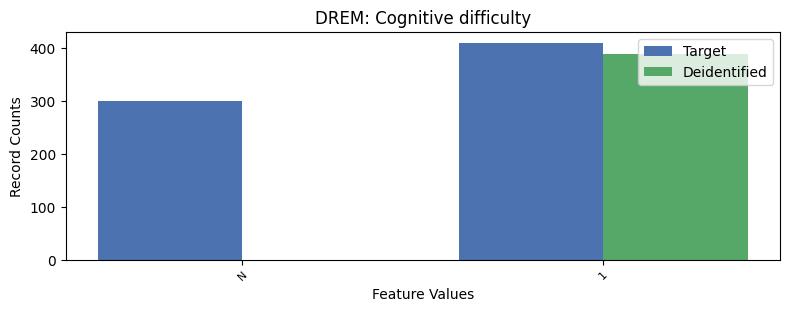 DREM: Cognitive difficulty
Target
Deidentified
Record Counts
400
300
200
100
0
N
1
Feature Values